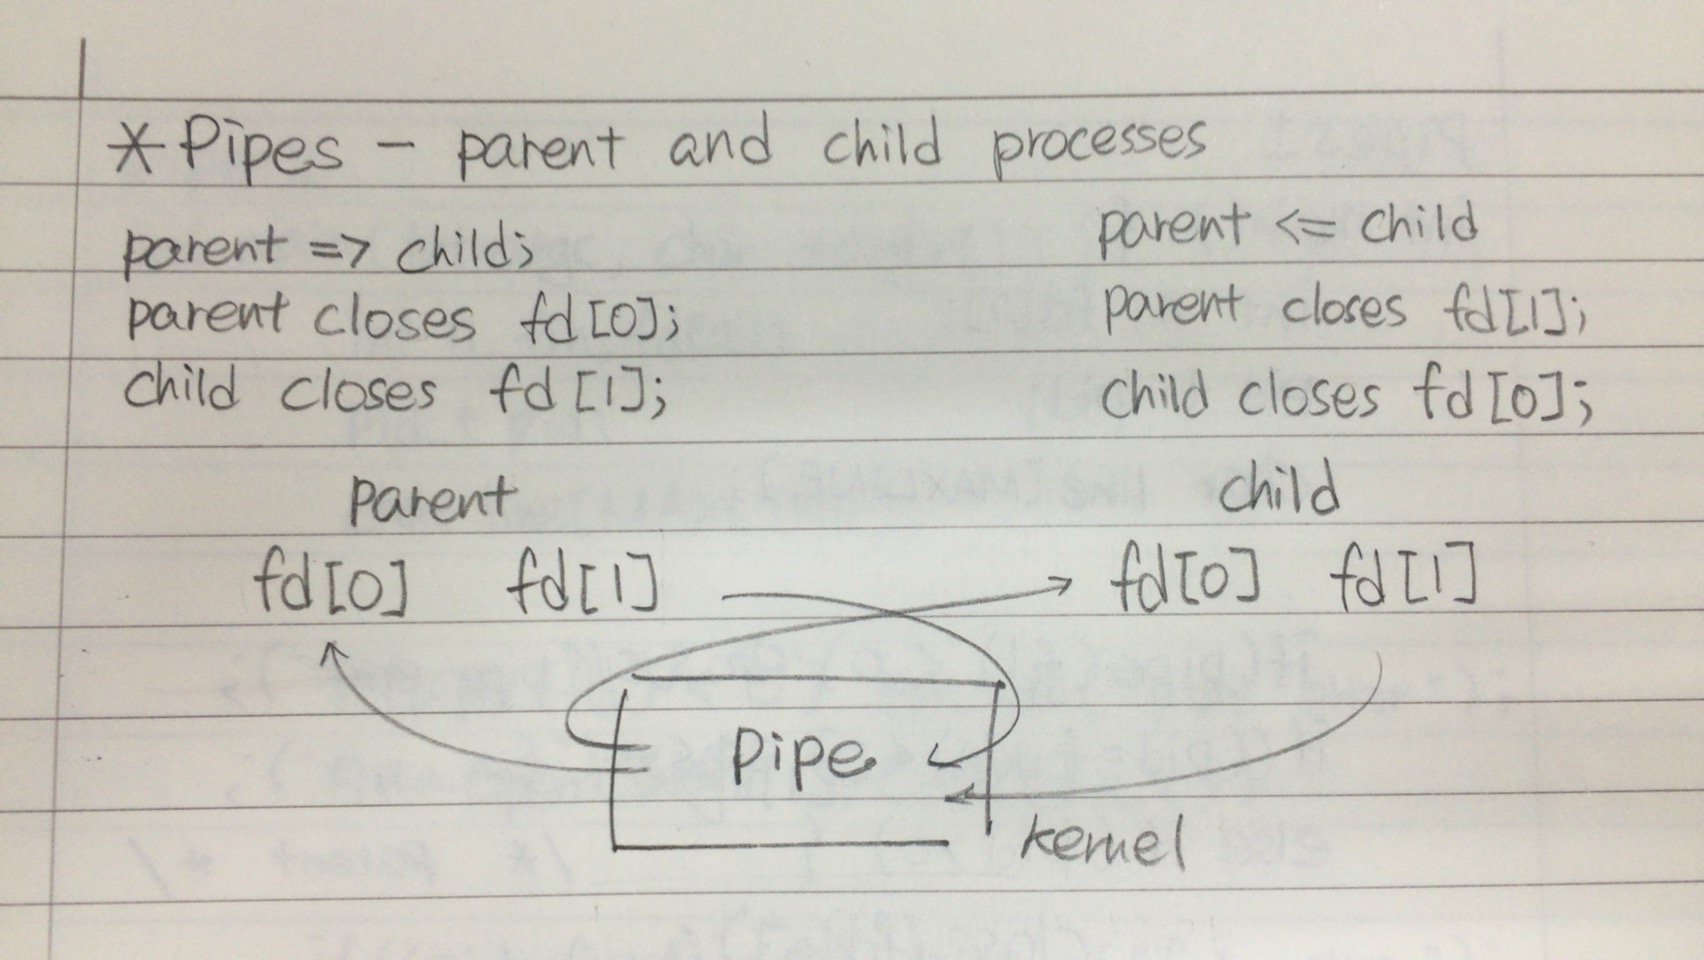 * Pipes - parent and child processes
parent => child;
parent closes fd[0];
child closes fd[1];
parent <= child
parent closes fd[1];
child closes fd[0];
parent
child
fd[0] fd[1]
fd[0] fd[1]
pipe
kernel